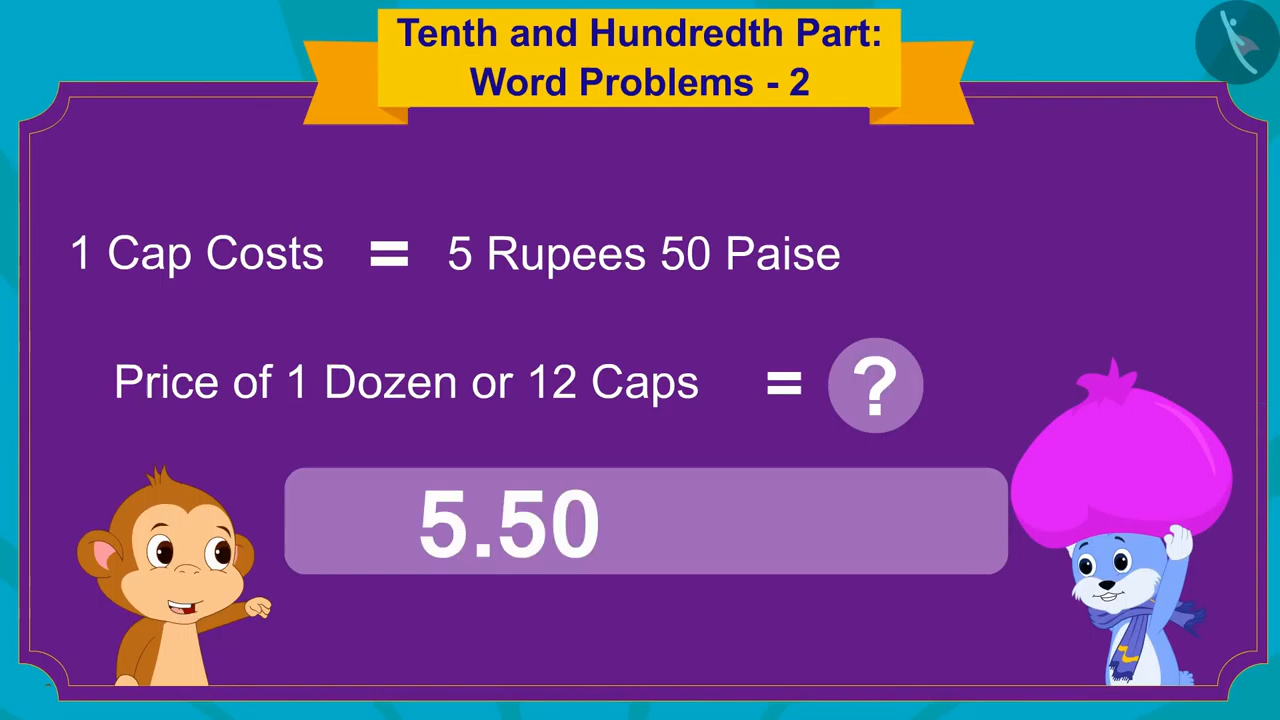 Tenth and Hundredth Part:
Word Problems - 2
1 Cap Costs = 5 Rupees 50 Paise
Price of 1 Dozen or 12 Caps = ?
5.50